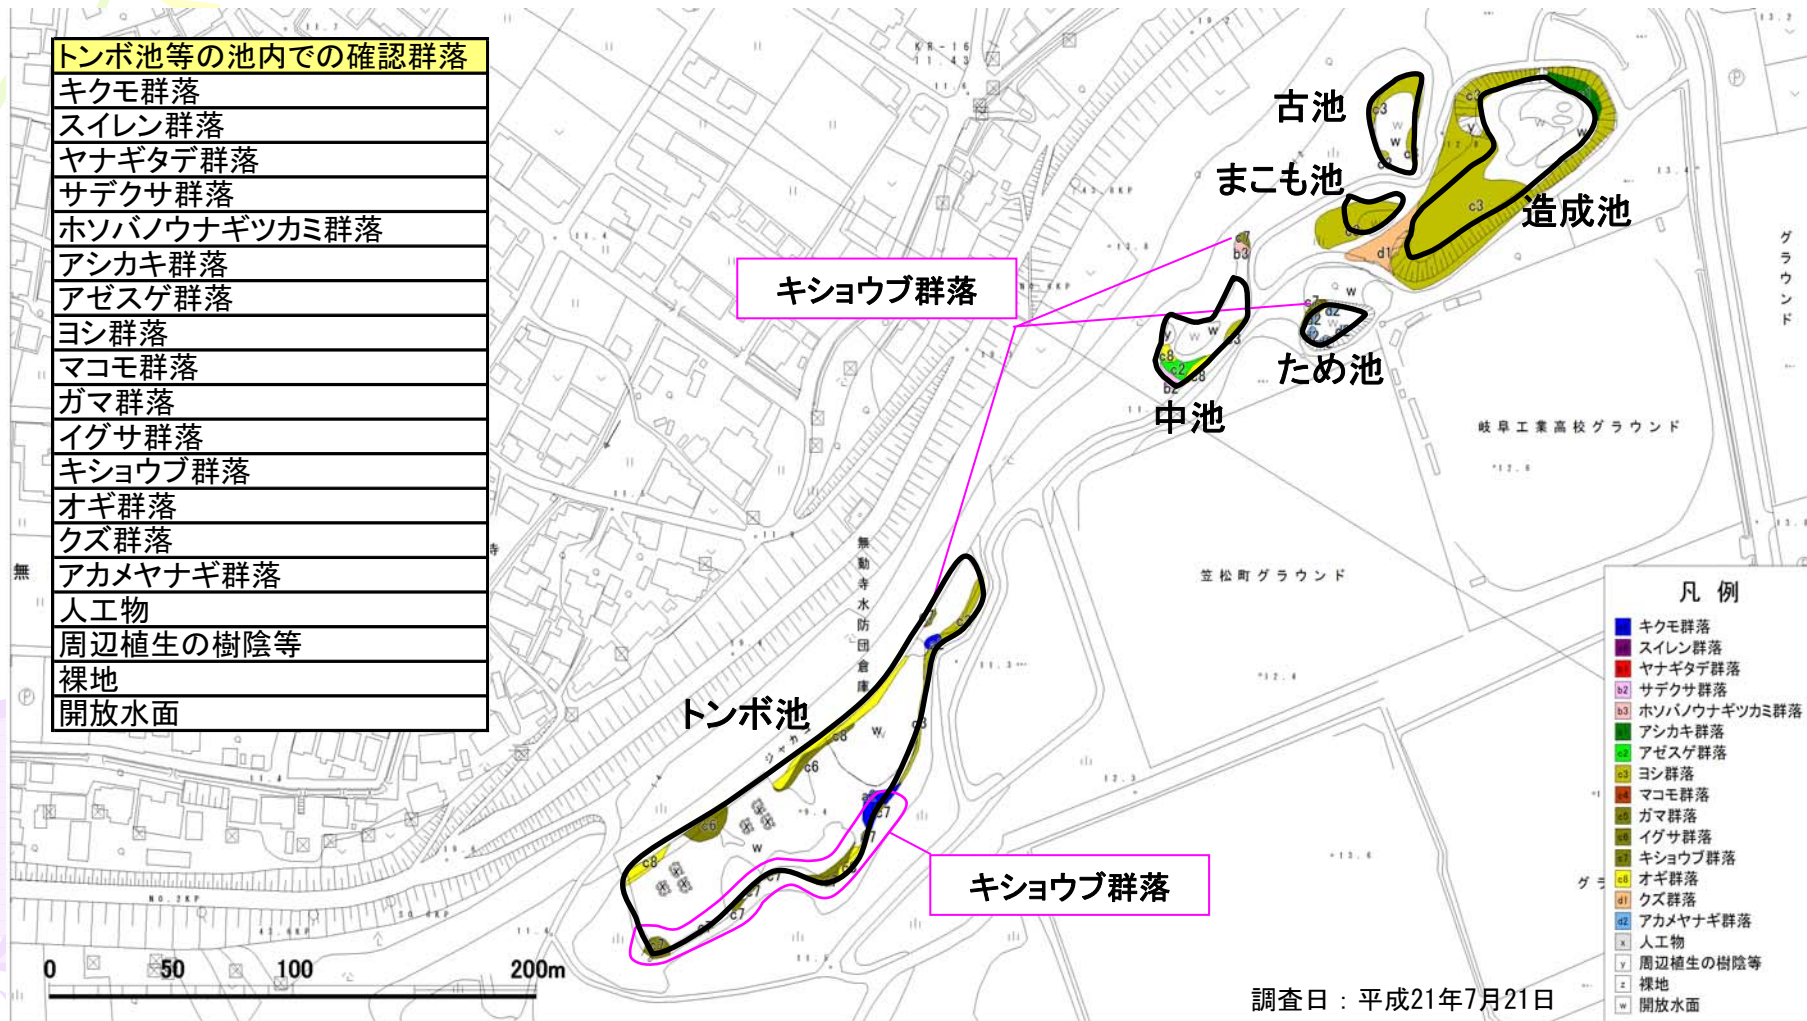 トンボ池等の池内での確認群落
キクモ群落
スイレン群落
ヤナギタデ群落
サデクサ群落
ホソバノウナギツカミ群落
アシカキ群落
アゼスゲ群落
ヨシ群落
マコモ群落
ガマ群落
イグサ群落
キショウブ群落
オギ群落
クズ群落
アカメヤナギ群落
人工物
周辺植生の樹陰等
裸地
開放水面
KR-16
11.43
古池
まこも池
造成池
キショウブ群落
ため池
中池
グラウンド
岐阜工業高校グラウンド
笠松町グラウンド
無動寺水防団倉庫
トンボ池
キショウブ群落
0 50 100 200m
調査日:平成21年7月21日
凡例
キクモ群落
スイレン群落
ヤナギタデ群落
b2 サデクサ群落
b3 ホソバノウナギツカミ群落
アシカキ群落
c2 アゼスゲ群落
c3 ヨシ群落
c4 マコモ群落
c5 ガマ群落
c6 イグサ群落
c7 キショウブ群落
c8 オギ群落
d1 クズ群落
d2 アカメヤナギ群落
x 人工物
y 周辺植生の樹陰等
z 裸地
w 開放水面